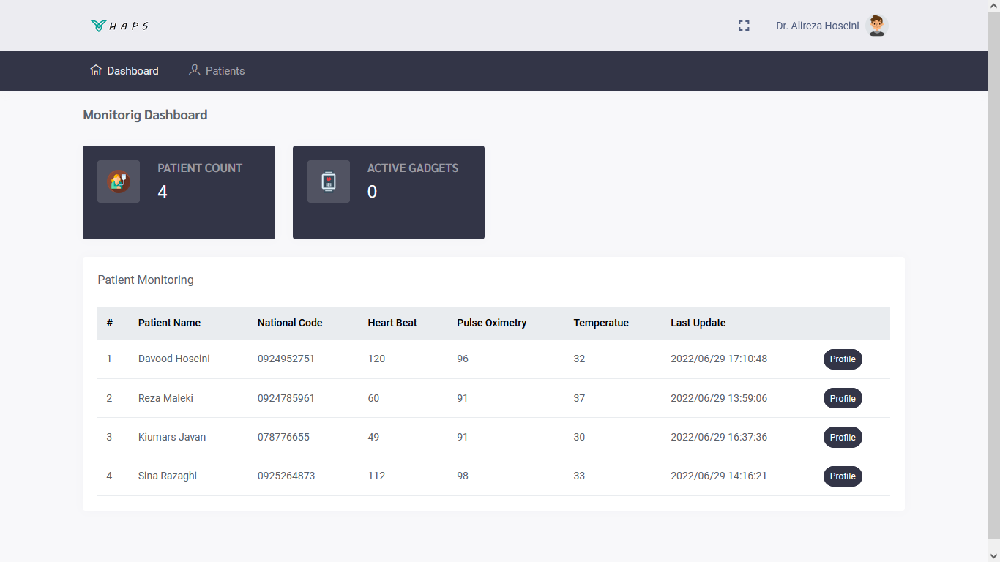 HAPS
Dr. Alireza Hoseini
Dashboard Patients
Monitorig Dashboard
PATIENT COUNT
4
ACTIVE GADGETS
0
Patient Monitoring
# Patient Name National Code Heart Beat Pulse Oximetry Temperatue Last Update
1 Davood Hoseini 0924952751 120 96 32 2022/06/29 17:10:48 Profile
2 Reza Maleki 0924785961 60 91 37 2022/06/29 13:59:06 Profile
3 Kiumars Javan 078776655 49 91 30 2022/06/29 16:37:36 Profile
4 Sina Razaghi 0925264873 112 98 33 2022/06/29 14:16:21 Profile